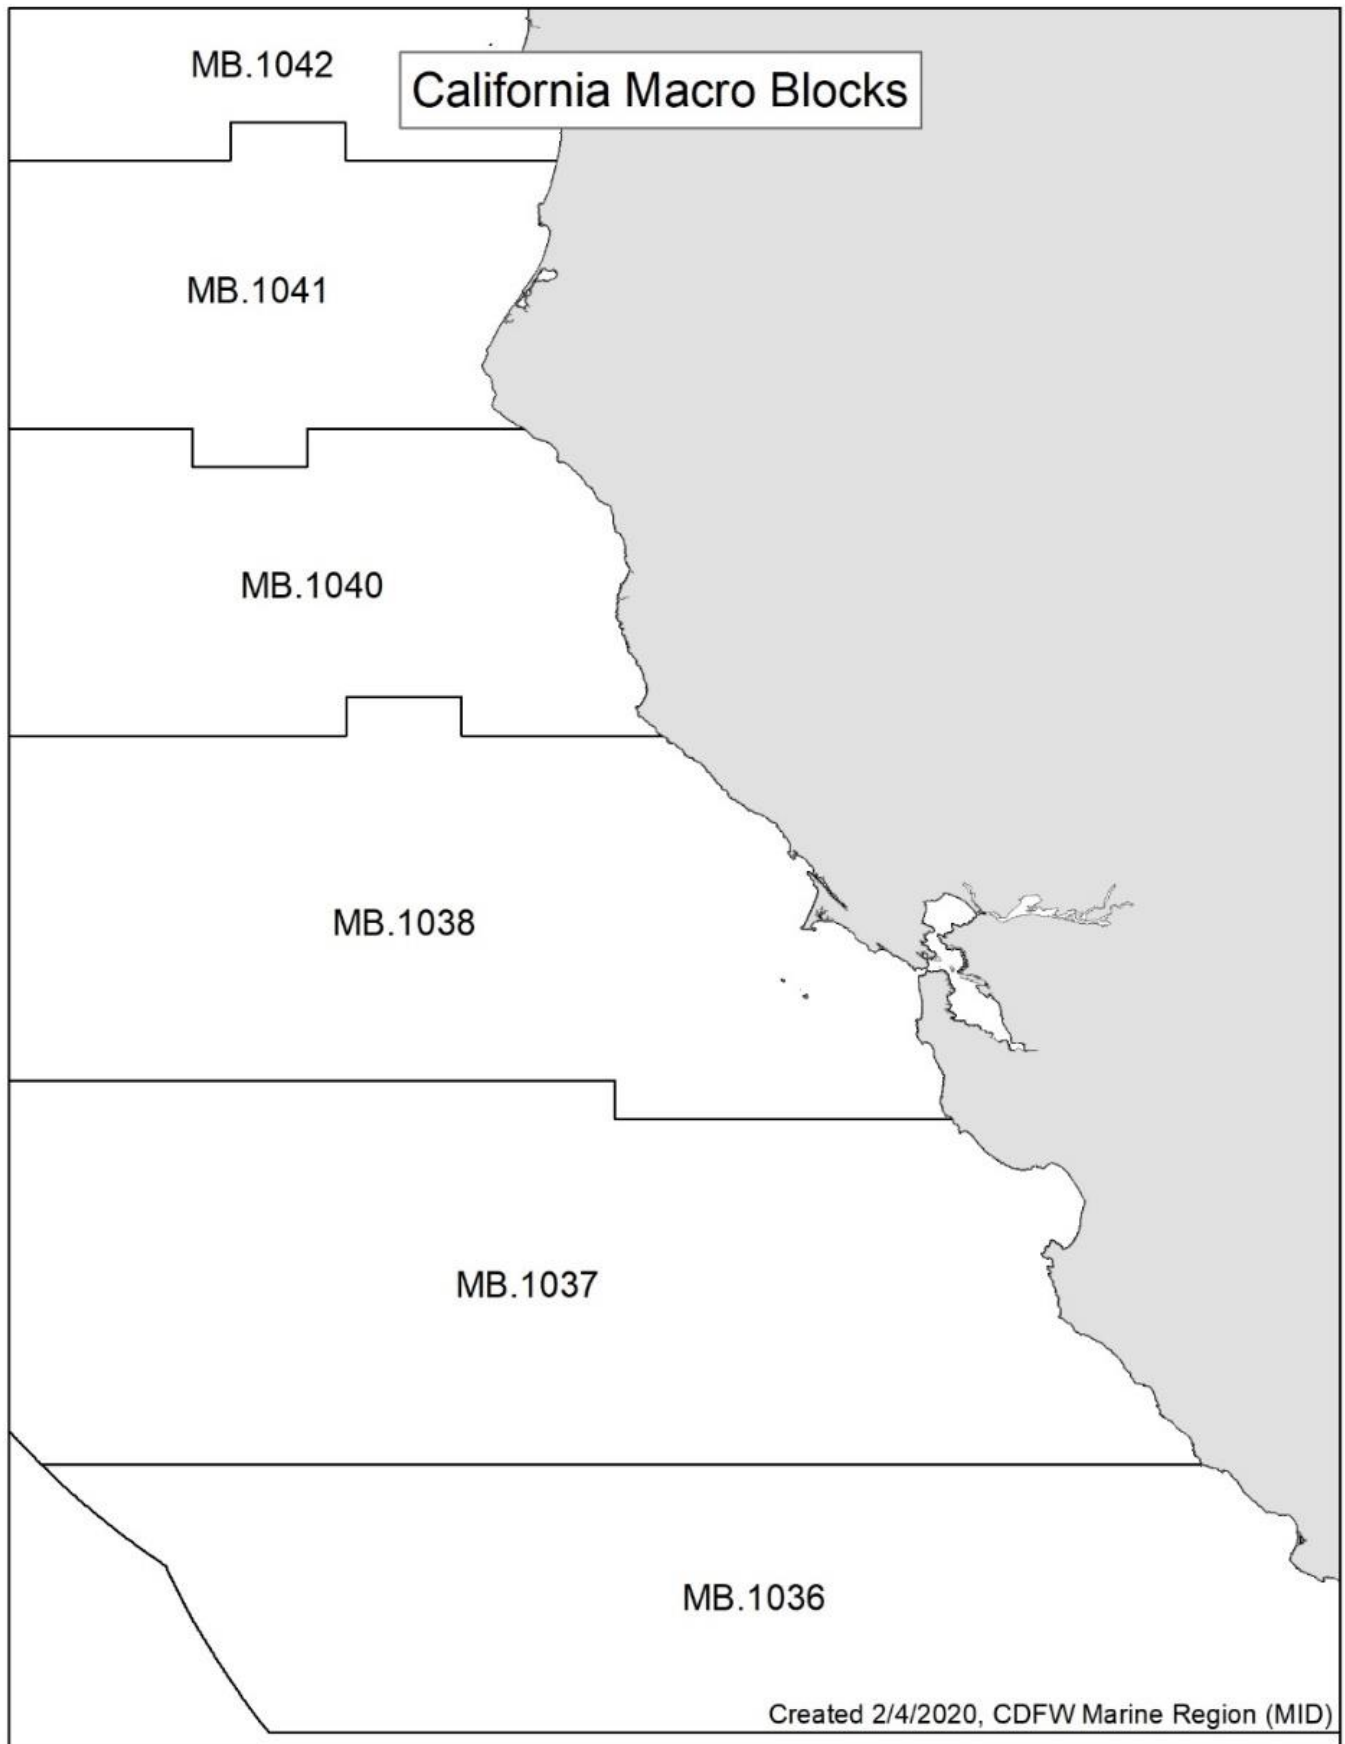 MB.1042
California Macro Blocks
MB.1041
MB.1040
MB.1038
MB.1037
MB.1036
Created 2/4/2020, CDFW Marine Region (MID)